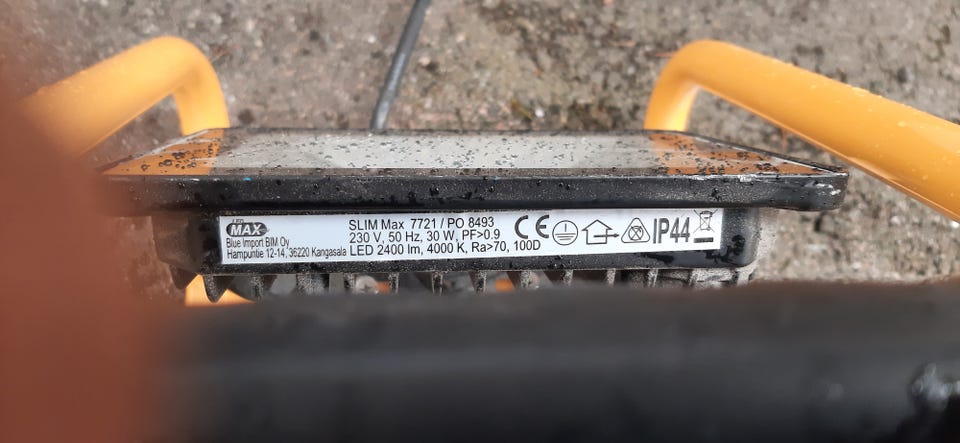 LED
MAX
Blue Import BIM Oy
Hampuntie 12-14, 36220 Kangasala
SLIM Max 7721 / PO 8493
230 V, 50 Hz, 30 W, PF>0.9
LED 2400 lm, 4000 K, Ra>70, 100D
CE
IP44